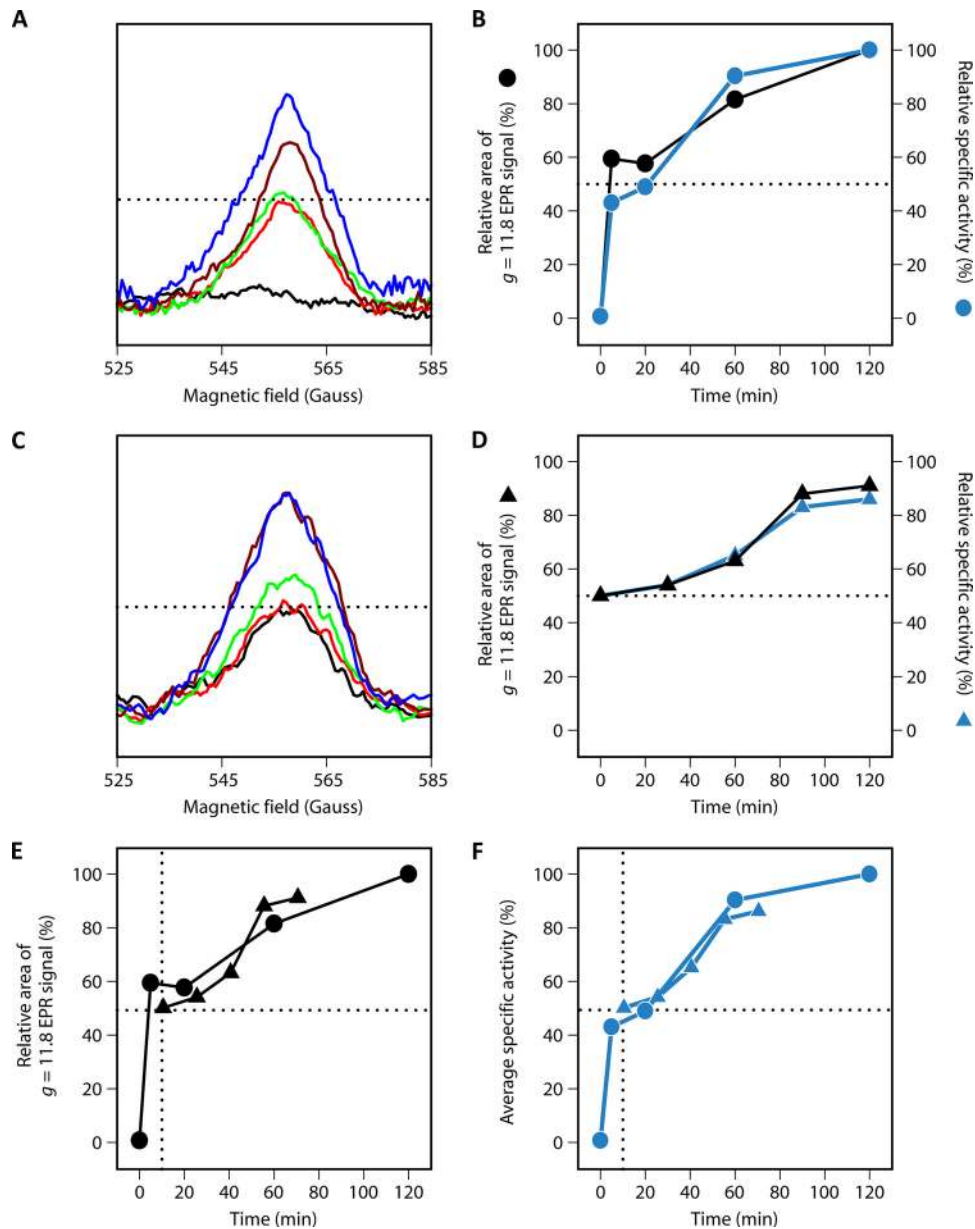 A
525
545
565
585
Magnetic field (Gauss)
B
Relative area of
g = 11.8 EPR signal (%)
100
80
60
40
20
0
100
80
60
40
20
0
Relative specific activity
(%)
0 20 40 60 80 100 120
Time (min)
C
525
545
565
585
Magnetic field (Gauss)
D
Relative area of
g = 11.8 EPR signal (%)
100
80
60
40
20
0
100
80
60
40
20
0
Relative specific activity
(%)
0 20 40 60 80 100 120
Time (min)
E
Relative area of
g = 11.8 EPR signal (%)
100
80
60
40
20
0
0 20 40 60 80 100 120
Time (min)
F
Average specific activity (%)
100
80
60
40
20
0
0 20 40 60 80 100 120
Time (min)